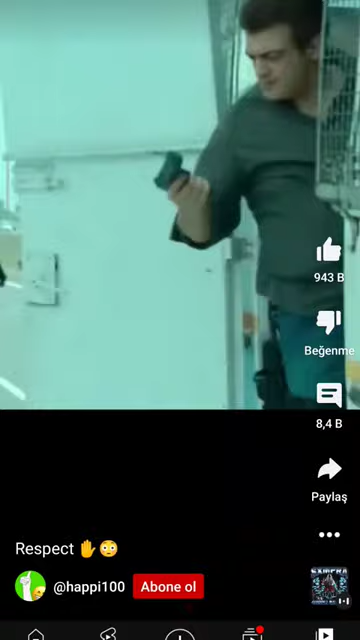 943 B
Beğenme
8,4 B
Paylaş
Respect ✋😳
@happi100
Abone ol